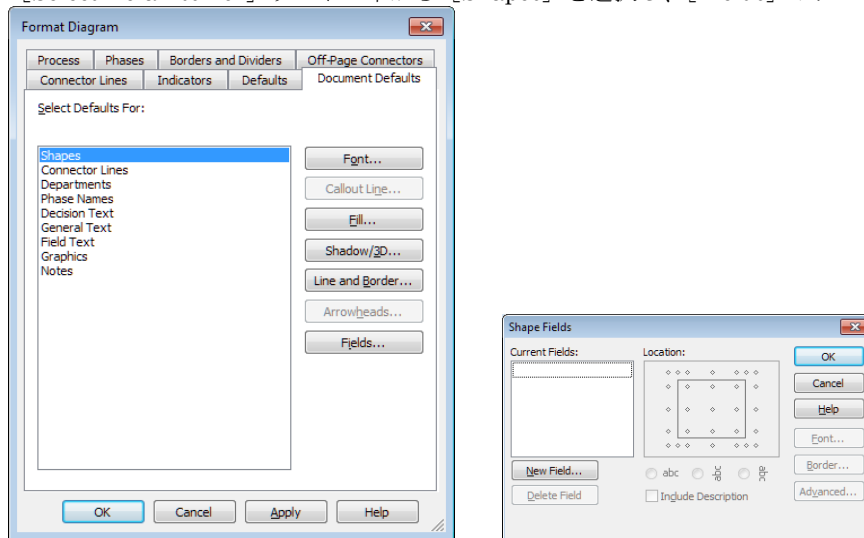 Format Diagram
Process Phases Borders and Dividers Off-Page Connectors
Connector Lines Indicators Defaults Document Defaults
Select Defaults For:
Shapes
Connector Lines
Departments
Phase Names
Decision Text
General Text
Field Text
Graphics
Notes
Font...
Callout Line...
Fill...
Shadow/3D...
Line and Border...
Arrowheads...
Fields...
OK Cancel Apply Help
Shape Fields
Current Fields: Location:
OK
Cancel
Help
Font...
Border...
Advanced...
New Field...
Delete Field
abc abc abc
Include Description